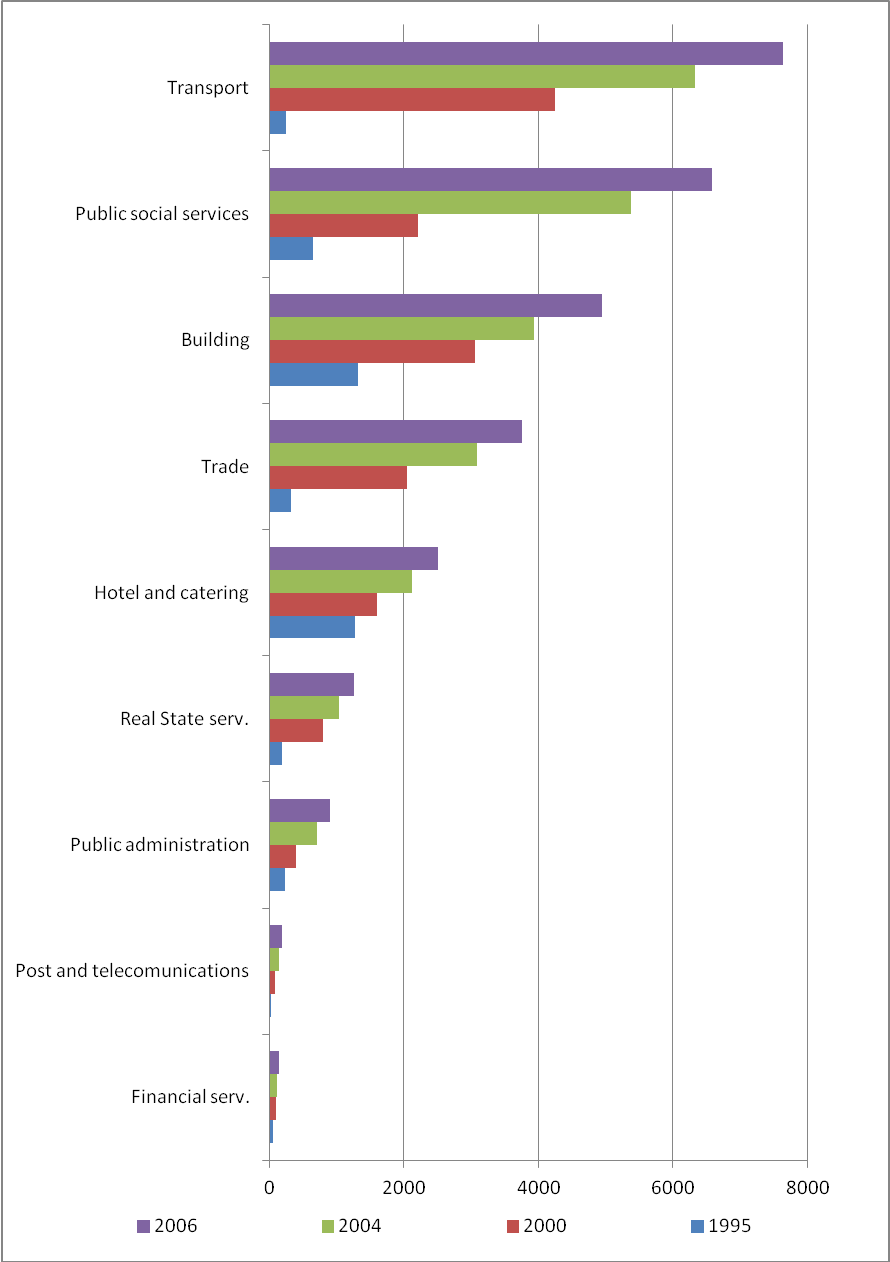 Transport
Public social services
Building
Trade
Hotel and catering
Real State serv.
Public administration
Post and telecomunications
Financial serv.
0 2000 4000 6000 8000
2006 2004 2000 1995